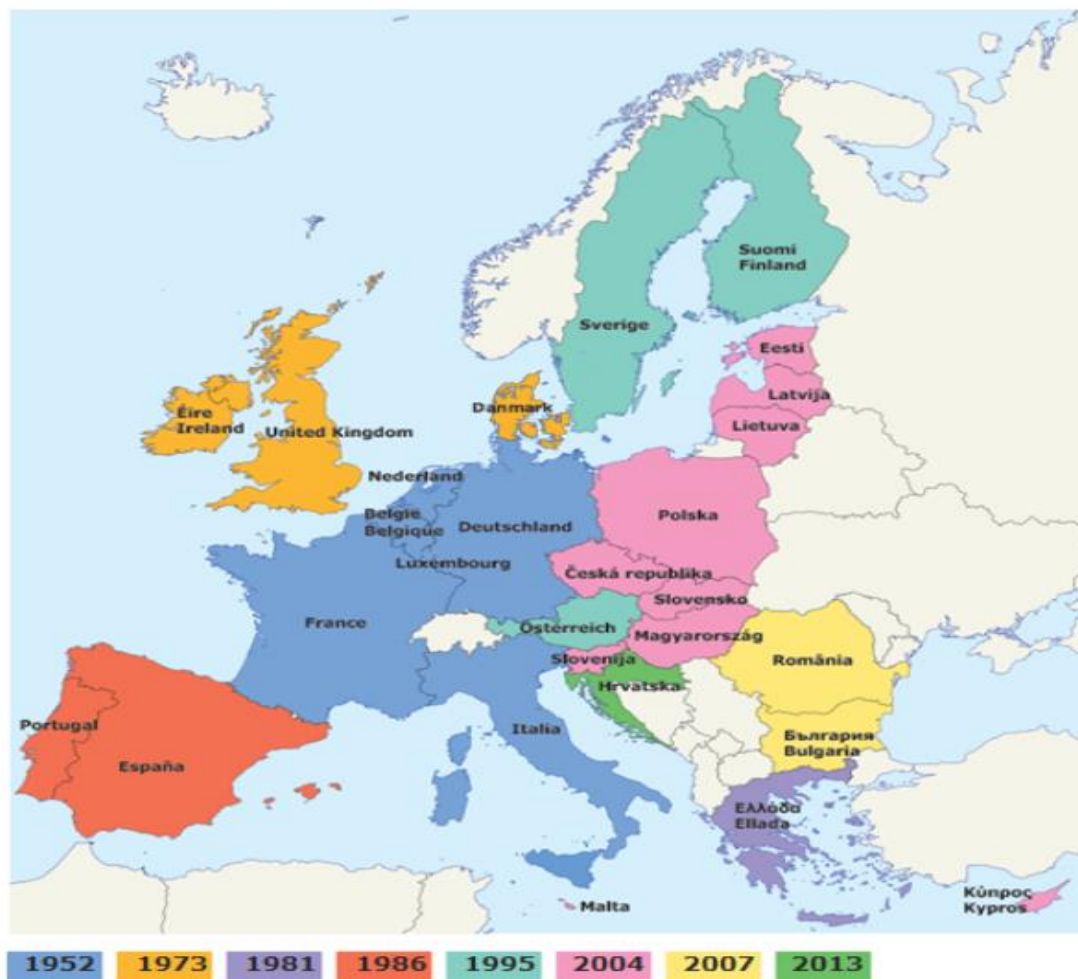 Suomi
Finland
Sverige
Eesti
Latvija
Lietuva
Danmark
Éire
Ireland
United Kingdom
Nederland
België
Belgique
Deutschland
Polska
Luxembourg
Česká republika
Slovensko
France
Österreich
Magyarország
Slovenija
România
Hrvatska
Portugal
Italia
España
България
Bulgaria
Ελλάδα
Ellada
Malta
Κύπρος
Kypros
1952 1973 1981 1986 1995 2004 2007 2013